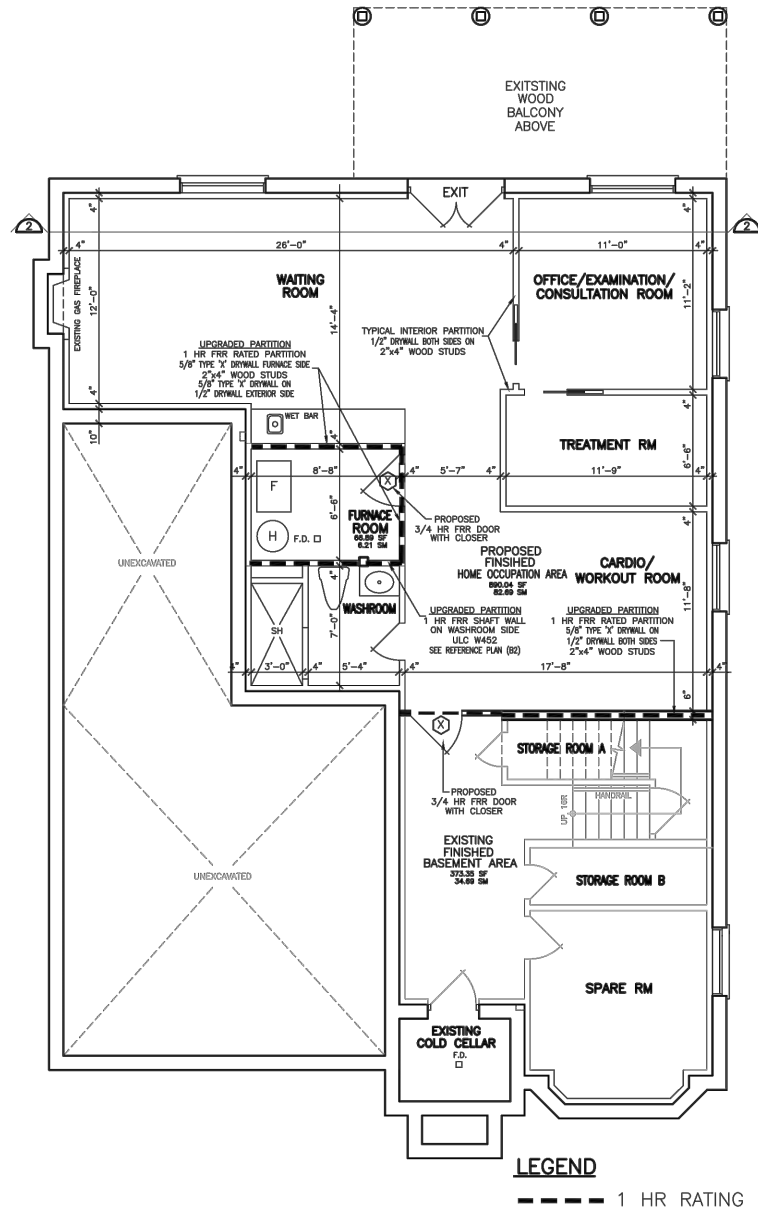 EXITSTING
WOOD
BALCONY
ABOVE
EXIT
2
2
4"
4"
4"
4"
26'-0"
4"
11'-0"
4"
EXISTING GAS FIREPLACE
12'-0"
WAITING
ROOM
14'-4"
OFFICE/EXAMINATION/
CONSULTATION ROOM
11'-2"
TYPICAL INTERIOR PARTITION
1/2" DRYWALL BOTH SIDES ON
2"x4" WOOD STUDS
UPGRADED PARTITION
1 HR FRR RATED PARTITION
5/8" TYPE 'X' DRYWALL FURNACE SIDE
2"x4" WOOD STUDS
5/8" TYPE 'X' DRYWALL ON
1/2" DRYWALL EXTERIOR SIDE
4"
4"
10"
WET BAR
4"
TREATMENT RM
6'-6"
4"
8'-8"
4"
5'-7"
4"
11'-9"
4"
F
X
6'-6"
FURNACE
ROOM
66.89 SF
6.21 SM
H
F.D.
PROPOSED
3/4 HR FRR DOOR
WITH CLOSER
4"
PROPOSED
FINSIHED
HOME OCCUPATION AREA
890.04 SF
82.69 SM
CARDIO/
WORKOUT ROOM
11'-8"
UNEXCAVATED
4"
WASHROOM
SH
7'-0"
UPGRADED PARTITION
1 HR FRR SHAFT WALL
ON WASHROOM SIDE
ULC W452
SEE REFERENCE PLAN (B2)
UPGRADED PARTITION
1 HR FRR RATED PARTITION
5/8" TYPE 'X' DRYWALL ON
1/2" DRYWALL BOTH SIDES
2"x4" WOOD STUDS
4"
3'-0"
4"
5'-4"
4"
17'-8"
4"
6"
X
STORAGE ROOM A
PROPOSED
3/4 HR FRR DOOR
WITH CLOSER
HANDRAIL
UP 16R
EXISTING
FINISHED
BASEMENT AREA
373.35 SF
34.69 SM
STORAGE ROOM B
UNEXCAVATED
SPARE RM
EXISTING
COLD CELLAR
F.D.
LEGEND
1 HR RATING